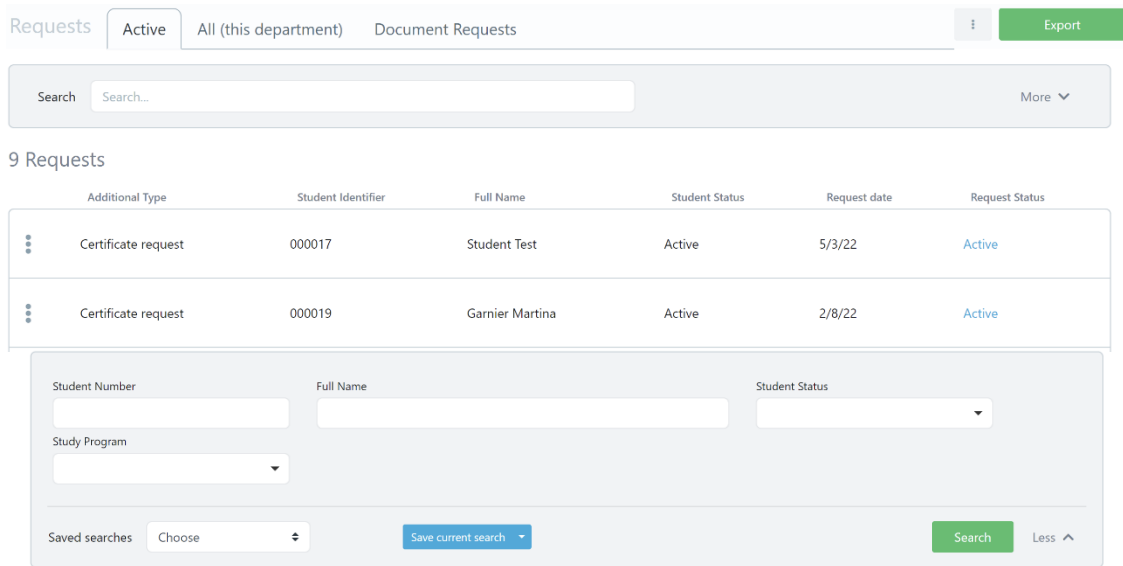 Requests Active All (this department) Document Requests Export
Search Search... More
9 Requests
Additional Type Student Identifier Full Name Student Status Request date Request Status
Certificate request 000017 Student Test Active 5/3/22 Active
Certificate request 000019 Garnier Martina Active 2/8/22 Active
Student Number Full Name Student Status
Study Program
Saved searches Choose Save current search Search Less